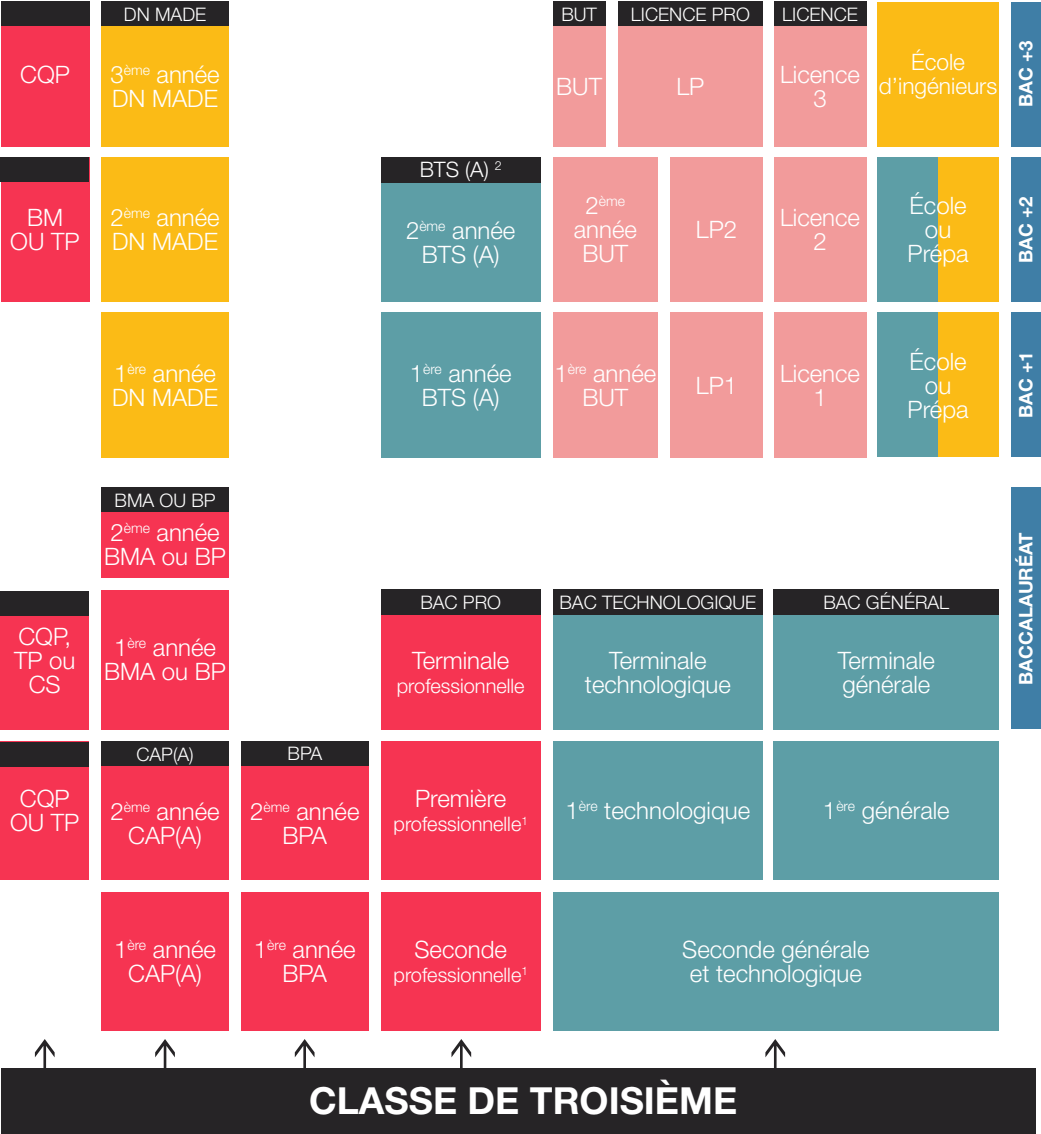 DN MADE
BUT
LICENCE PRO
LICENCE
CQP
3ème année
DN MADE
BUT
LP
Licence
3
École
d'ingénieurs
BAC +3
BTS (A) 2
BM
OU TP
2ème année
DN MADE
2ème année
BTS (A)
2ème
année
BUT
LP2
Licence
2
École
ou
Prépa
BAC +2
1ère année
DN MADE
1ère année
BTS (A)
1ère année
BUT
LP1
Licence
1
École
ou
Prépa
BAC +1
BMA OU BP
2ème année
BMA ou BP
BACCALAURÉAT
BAC PRO
BAC TECHNOLOGIQUE
BAC GÉNÉRAL
CQP,
TP ou
CS
1ère année
BMA ou BP
Terminale
professionnelle
Terminale
technologique
Terminale
générale
CAP(A)
BPA
CQP
OU TP
2ème année
CAP(A)
2ème année
BPA
Première
professionnelle1
1ère technologique
1ère générale
1ère année
CAP(A)
1ère année
BPA
Seconde
professionnelle1
Seconde générale
et technologique
CLASSE DE TROISIÈME